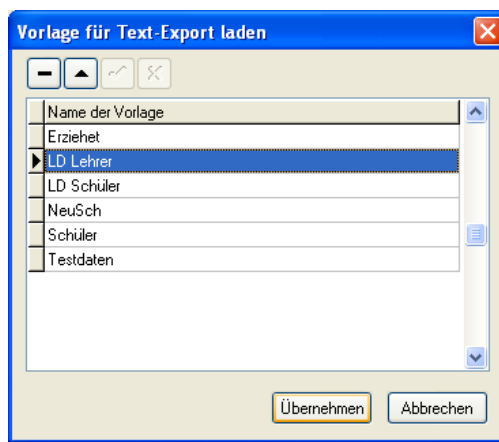 Vorlage für Text-Export laden
Name der Vorlage
Erziehet
LD Lehrer
LD Schüler
NeuSch
Schüler
Testdaten
Übernehmen Abbrechen